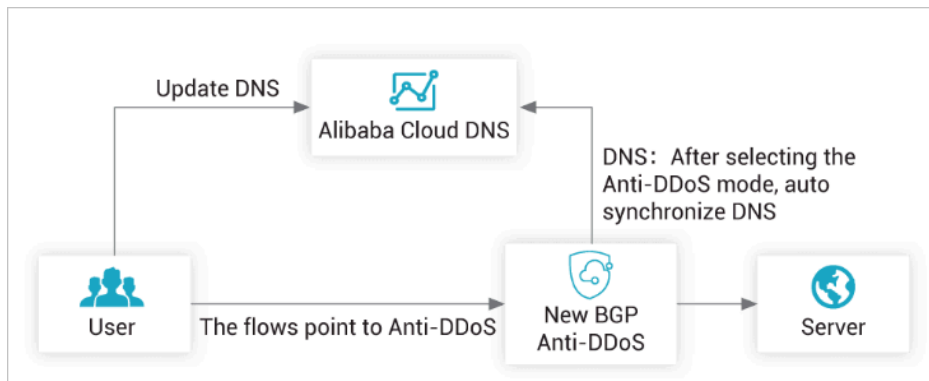 Update DNS
Alibaba Cloud DNS
DNS： After selecting the
Anti-DDoS mode, auto
synchronize DNS
User
The flows point to Anti-DDoS
New BGP
Anti-DDoS
Server